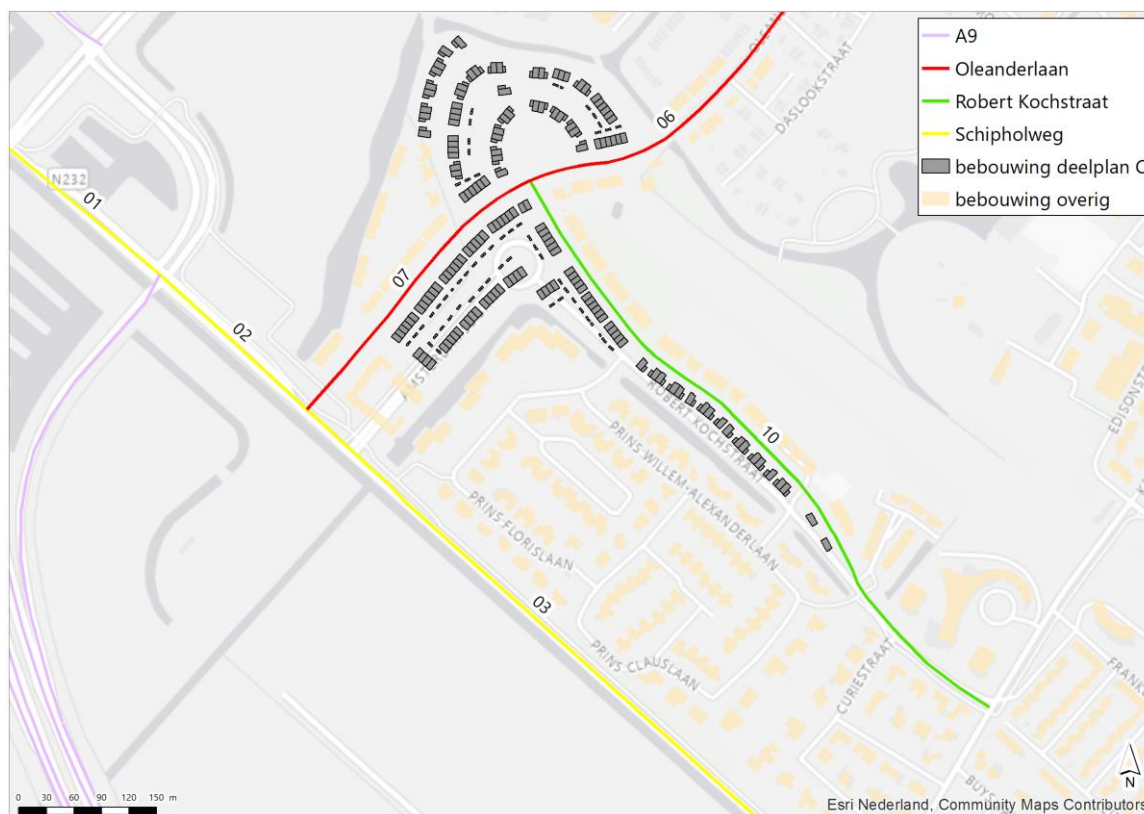 A9
Oleanderlaan
Robert Kochstraat
Schipholweg
bebouwing deelplan C
bebouwing overig
DASLOOKSTRAAT
06
N232
01
07
02
ROBERT KOCHSTRAAT
10
PRINS WILLEM-ALEXANDERLAAN
PRINS FLORISLAAN
03
PRINS CLAUSLAAN
CURIESTRAAT
N
0 30 60 90 120 150 m
Esri Nederland, Community Maps Contributors